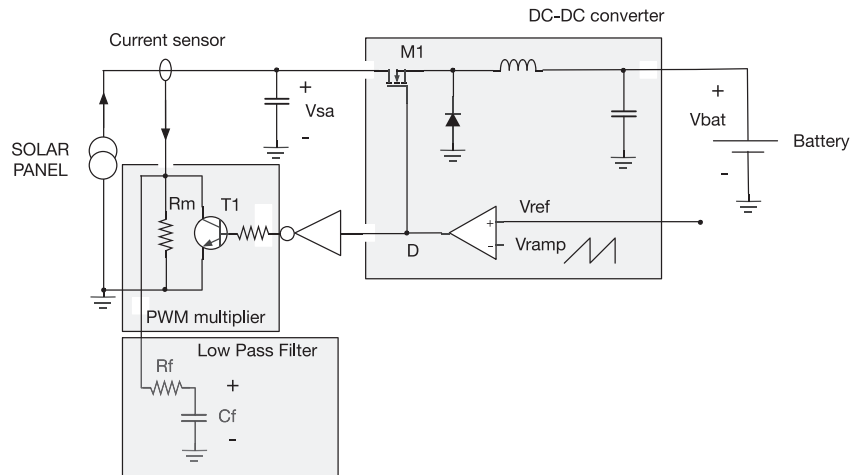 DC-DC converter
Current sensor
M1
+
Vsa
-
+
Vbat
-
Battery
SOLAR
PANEL
Rm
T1
Vref
+
-
Vramp
D
PWM multiplier
Low Pass Filter
Rf
+
Cf
-